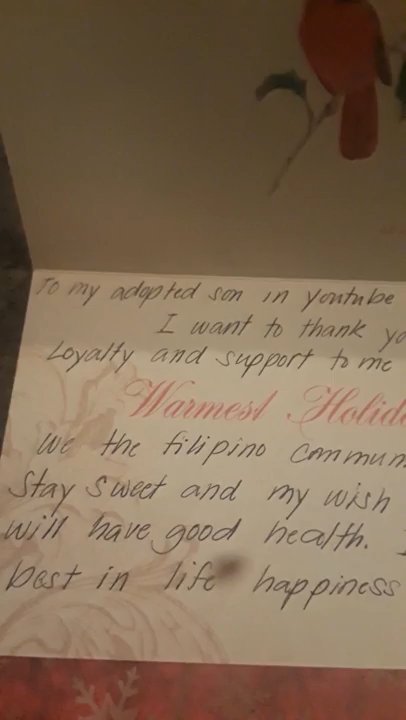 To my adopted son in youtube
I want to thank yo
Loyalty and support to me
Warmest Holid
We the filipino commun
Stay sweet and my wish
will have good health.
best in life happiness